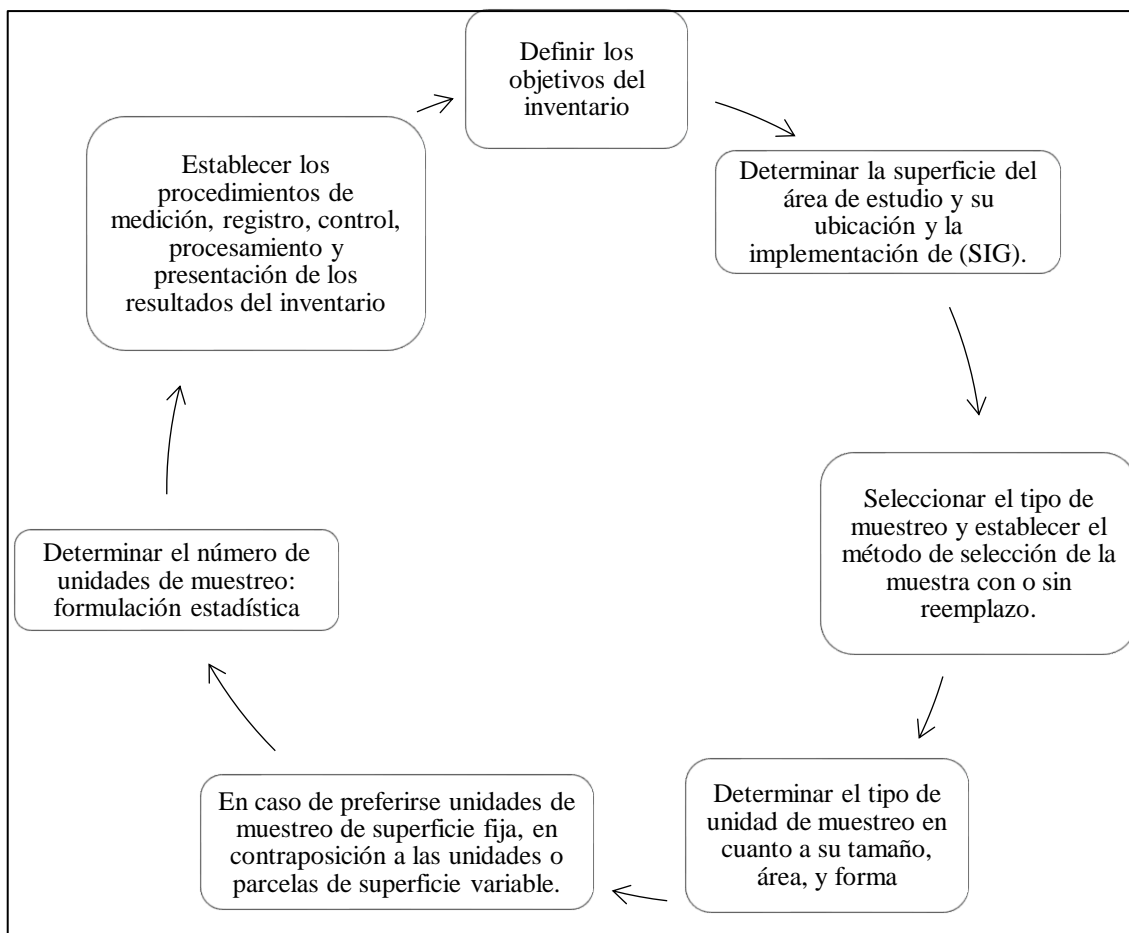 Definir los
objetivos del
inventario
Determinar la superficie del
área de estudio y su
ubicación y la
implementación de (SIG).
Seleccionar el tipo de
muestreo y establecer el
método de selección de la
muestra con o sin
reemplazo.
Determinar el tipo de
unidad de muestreo en
cuanto a su tamaño,
área, y forma
En caso de preferirse unidades de
muestreo de superficie fija, en
contraposición a las unidades o
parcelas de superficie variable.
Determinar el número de
unidades de muestreo:
formulación estadística
Establecer los
procedimientos de
medición, registro, control,
procesamiento y
presentación de los
resultados del inventario